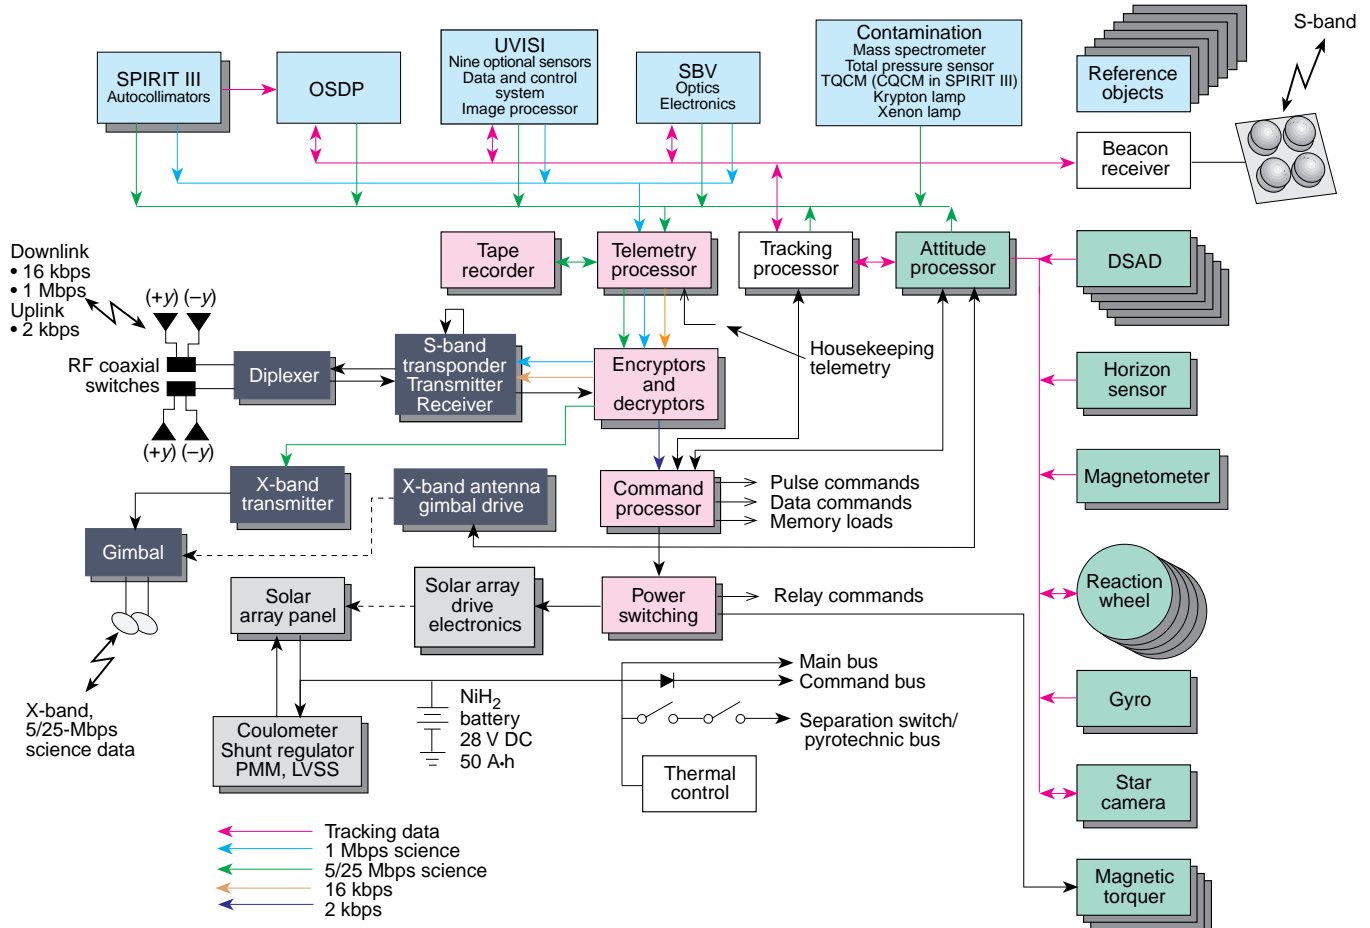 SPIRIT III
Autocollimators
OSDP
UVISI
Nine optional sensors
Data and control
system
Image processor
SBV
Optics
Electronics
Contamination
Mass spectrometer
Total pressure sensor
TQCM (CQCM in SPIRIT III)
Krypton lamp
Xenon lamp
Reference
objects
S-band
Beacon
receiver
Downlink
• 16 kbps
• 1 Mbps
Uplink
• 2 kbps
(+y) (–y)
RF coaxial
switches
(+y) (–y)
Diplexer
S-band
transponder
Transmitter
Receiver
Tape
recorder
Telemetry
processor
Tracking
processor
Attitude
processor
DSAD
Housekeeping
telemetry
Encryptors
and
decryptors
Horizon
sensor
X-band
transmitter
X-band antenna
gimbal drive
Command
processor
Pulse commands
Data commands
Memory loads
Magnetometer
Gimbal
Solar
array panel
Solar array
drive
electronics
Power
switching
Relay commands
Reaction
wheel
X-band,
5/25-Mbps
science data
Coulometer
Shunt regulator
PMM, LVSS
NiH2
battery
28 V DC
50 A•h
Main bus
Command bus
Separation switch/
pyrotechnic bus
Thermal
control
Gyro
Star
camera
Magnetic
torquer
Tracking data
1 Mbps science
5/25 Mbps science
16 kbps
2 kbps